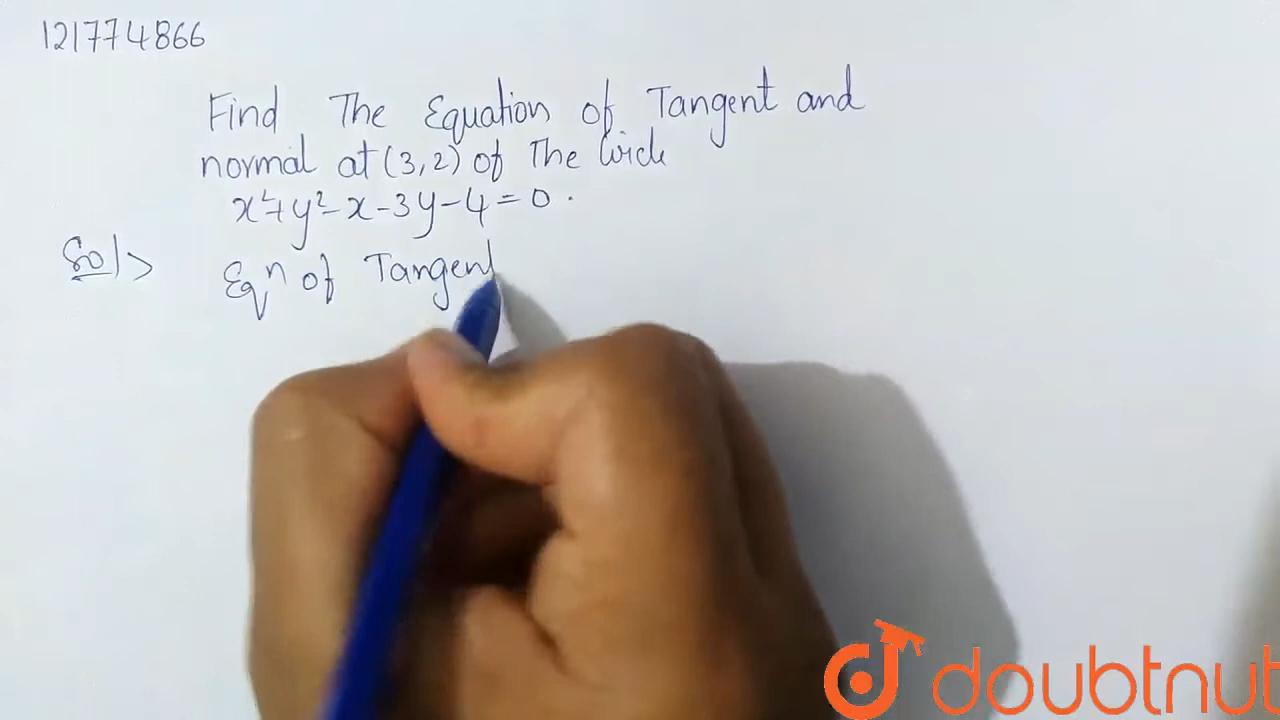 121774866
Find The Equation of Tangent and
normal at (3,2) of The Circle
x²+y²-x-3y-4=0.
Sol>
Eqⁿ of Tangent
doubtnut